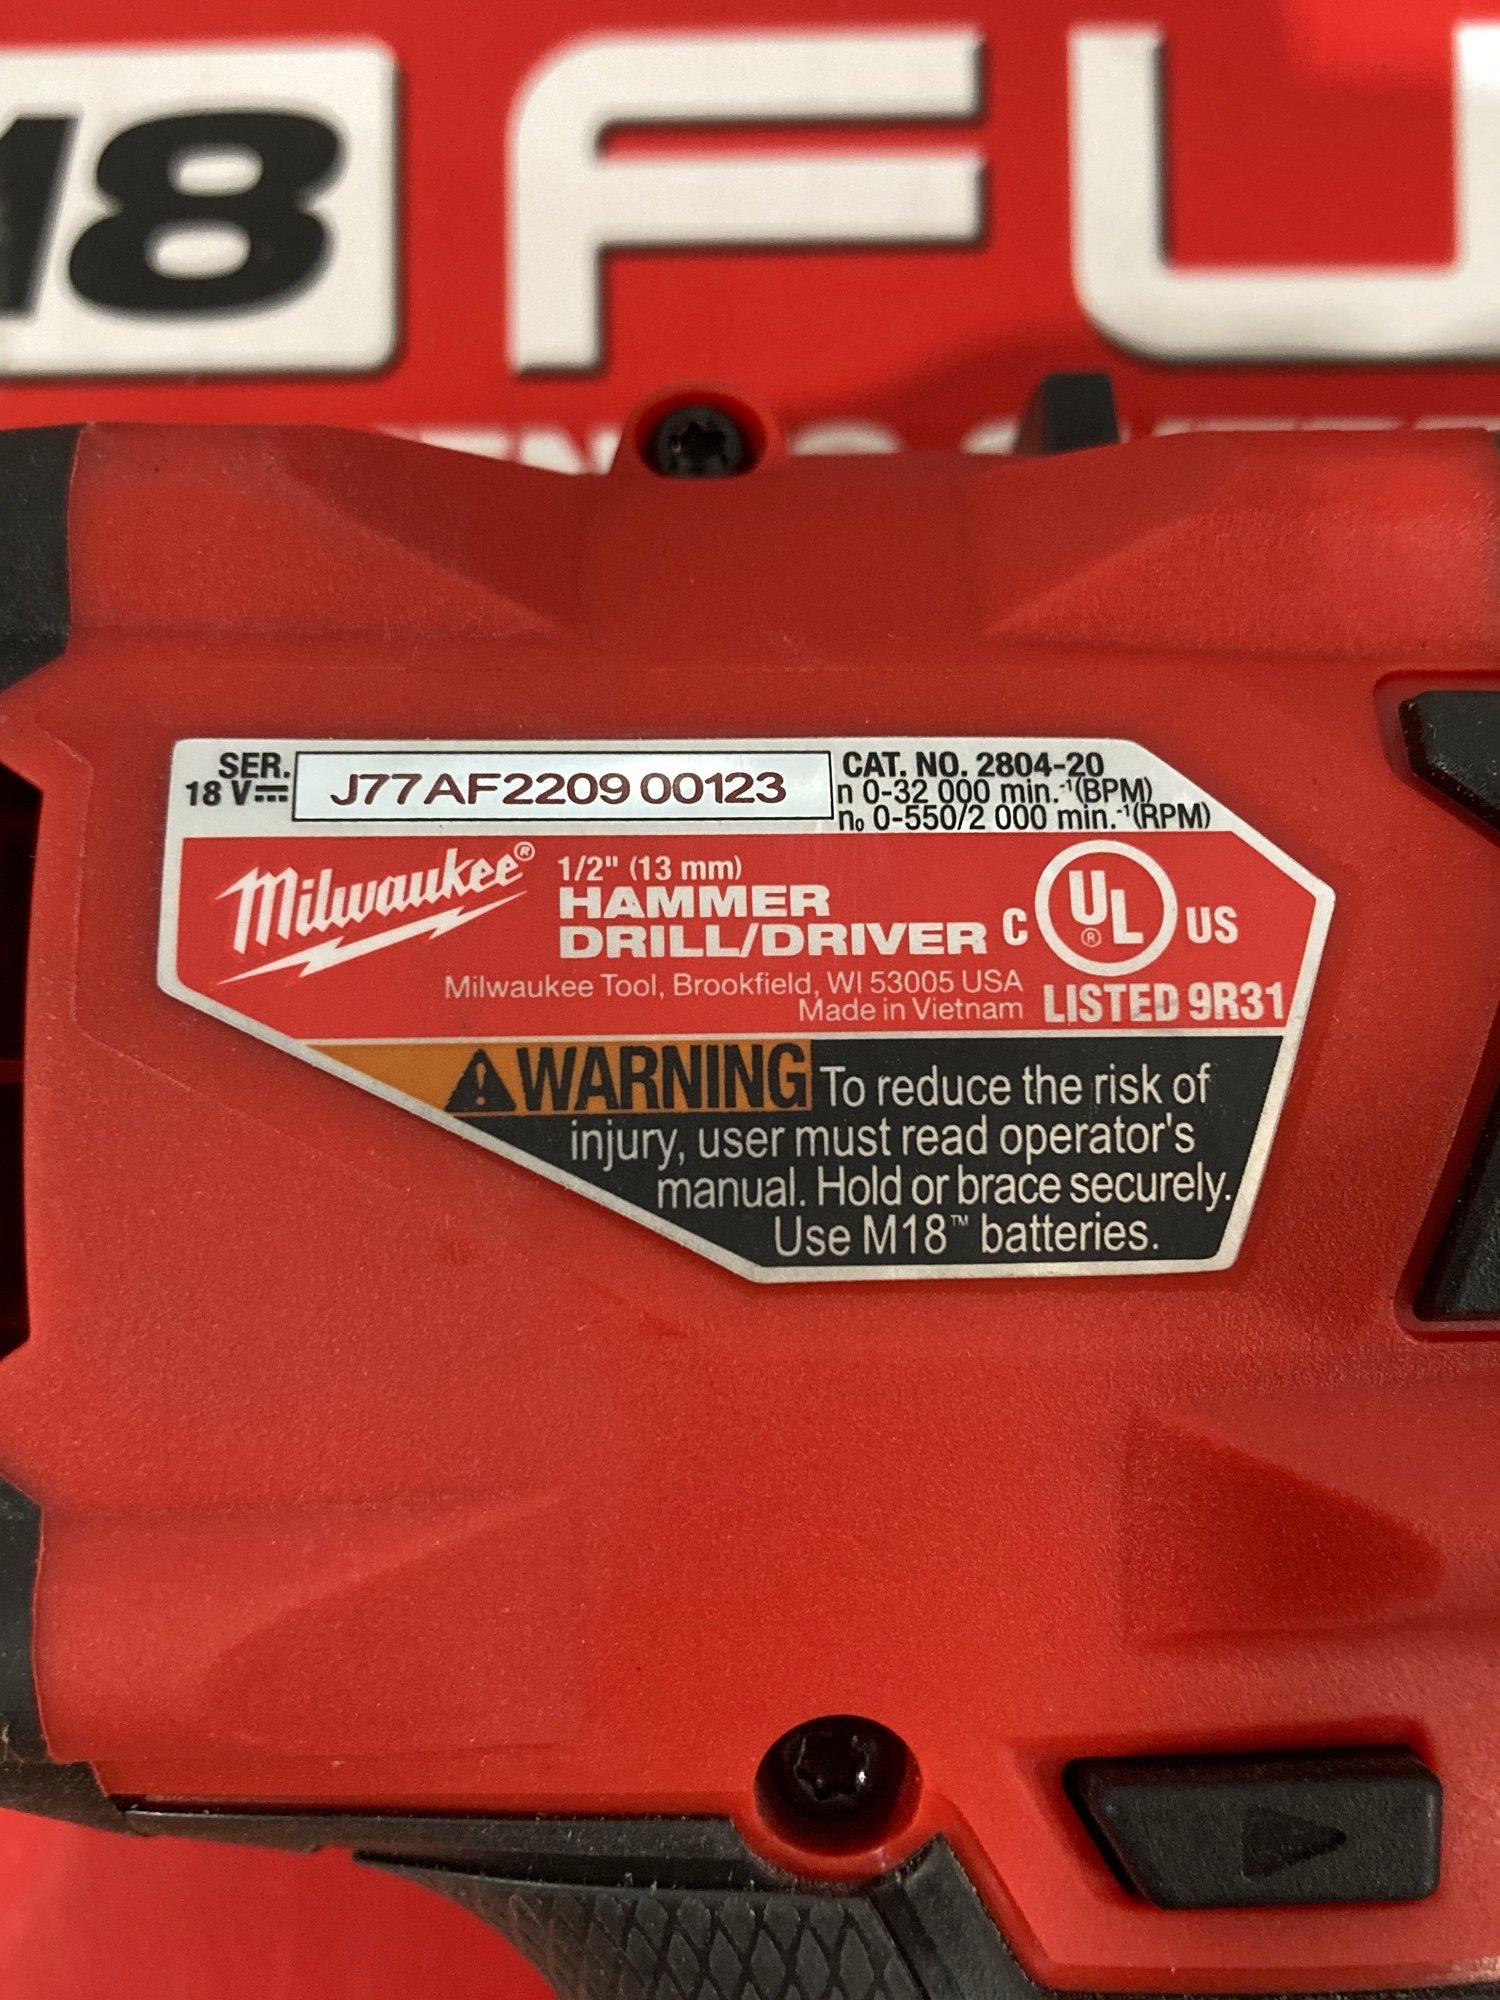 18 FU
SER. J77AF2209 00123 CAT. NO. 2804-20
18 V n 0-32 000 min.-1(BPM)
n₀ 0-550/2 000 min.-1(RPM)
Milwaukee® 1/2" (13 mm)
HAMMER
DRILL/DRIVER C UL® US
Milwaukee Tool, Brookfield, WI 53005 USA
Made in Vietnam LISTED 9R31
WARNING To reduce the risk of
injury, user must read operator's
manual. Hold or brace securely.
Use M18™ batteries.